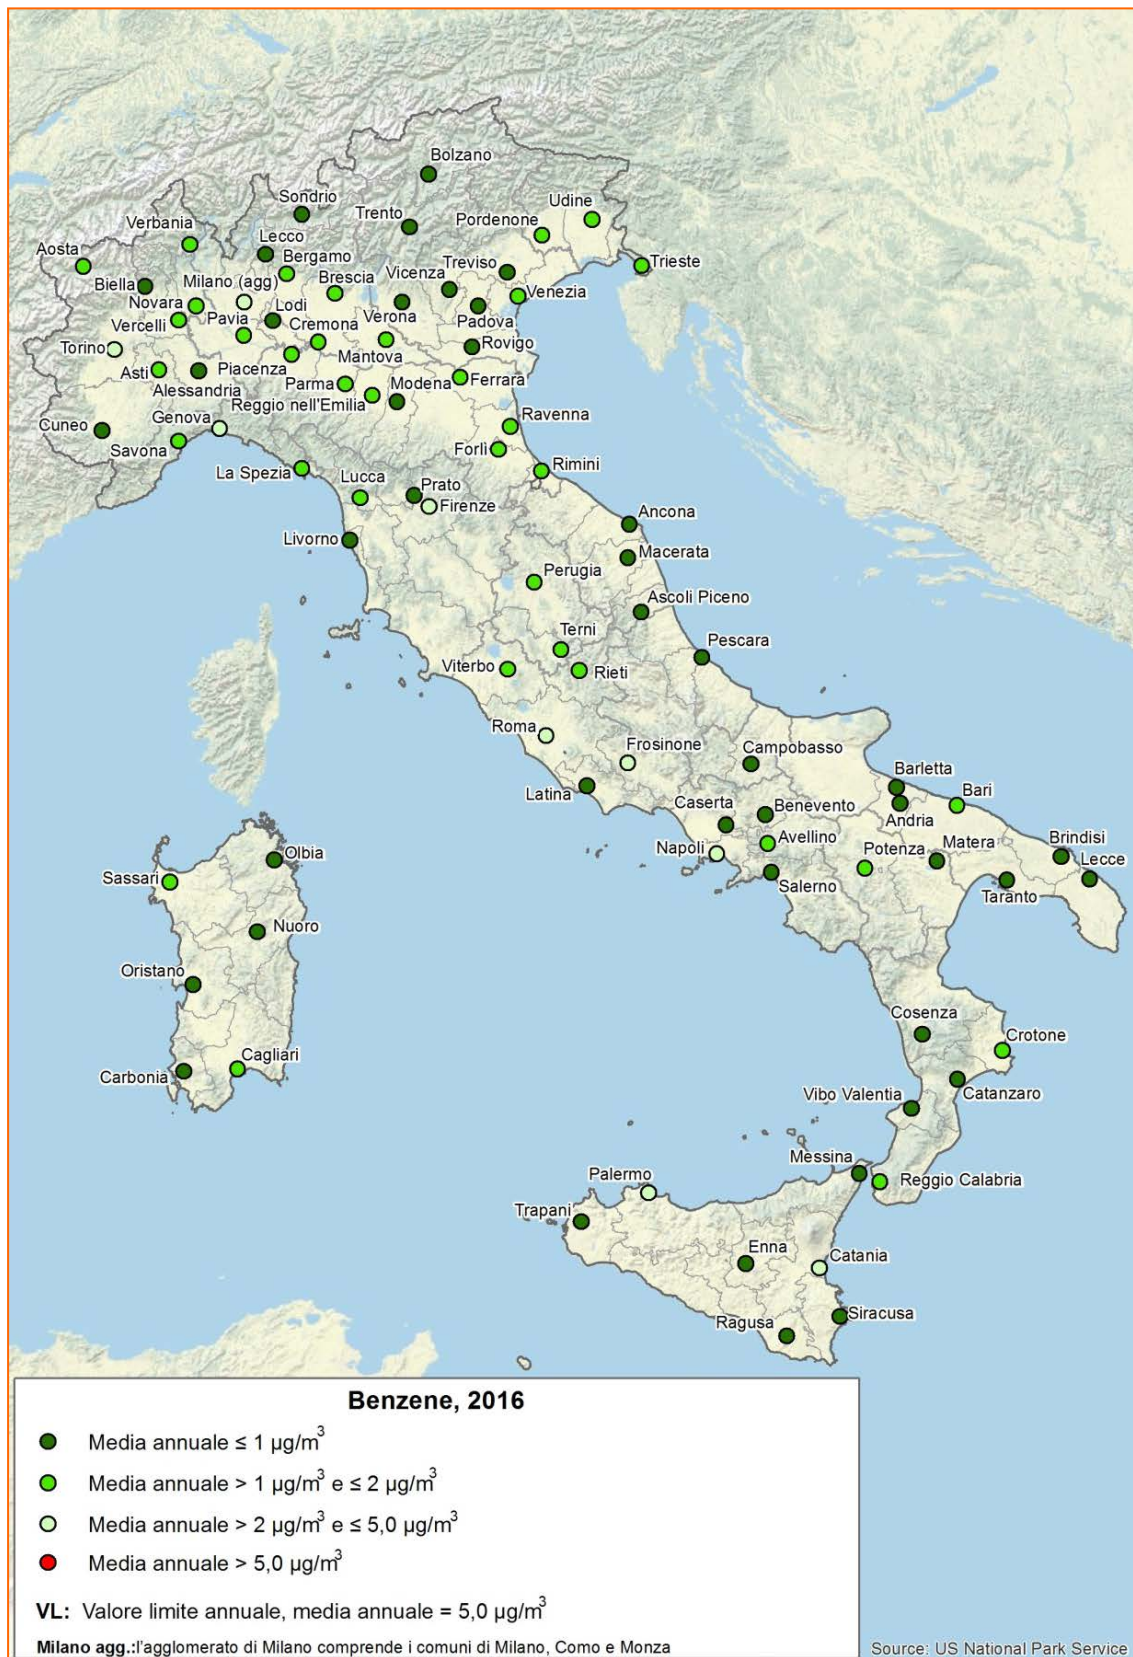 Bolzano
Sondrio
Udine
Trento
Pordenone
Verbania
Lecco
Aosta
Bergamo
Treviso
Trieste
Biella
Milano (agg)
Brescia
Vicenza
Novara
Lodi
Venezia
Vercelli
Pavia
Cremona
Verona
Padova
Torino
Rovigo
Asti
Piacenza
Mantova
Alessandria
Parma
Modena
Ferrara
Reggio nell'Emilia
Cuneo
Genova
Ravenna
Savona
Forlì
La Spezia
Lucca
Rimini
Prato
Firenze
Ancona
Livorno
Macerata
Perugia
Ascoli Piceno
Terni
Pescara
Viterbo
Rieti
Roma
Frosinone
Campobasso
Latina
Barletta
Caserta
Benevento
Bari
Andria
Napoli
Avellino
Potenza
Matera
Brindisi
Olbia
Lecce
Sassari
Salerno
Taranto
Nuoro
Oristano
Cosenza
Crotone
Cagliari
Carbonia
Vibo Valentia
Catanzaro
Messina
Palermo
Reggio Calabria
Trapani
Enna
Catania
Siracusa
Ragusa
Benzene, 2016
Media annuale ≤ 1 µg/m³
Media annuale > 1 µg/m³ e ≤ 2 µg/m³
Media annuale > 2 µg/m³ e ≤ 5,0 µg/m³
Media annuale > 5,0 µg/m³
VL: Valore limite annuale, media annuale = 5,0 µg/m³
Milano agg.:l'agglomerato di Milano comprende i comuni di Milano, Como e Monza
Source: US National Park Service